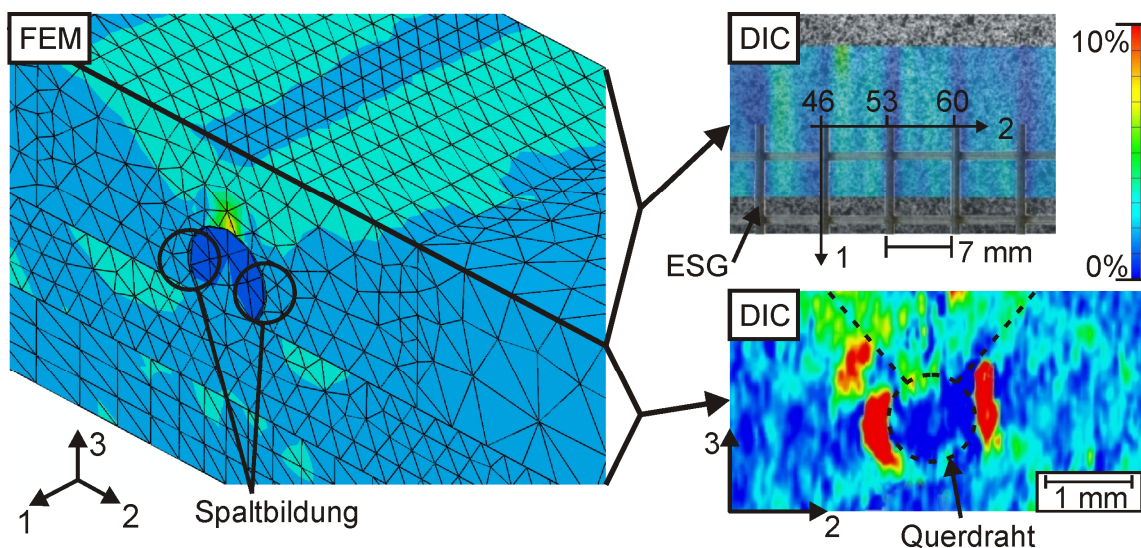 FEM
3
1
2
Spaltbildung
DIC
46 53 60
2
1
7 mm
ESG
10%
0%
DIC
3
2
1 mm
Querdraht